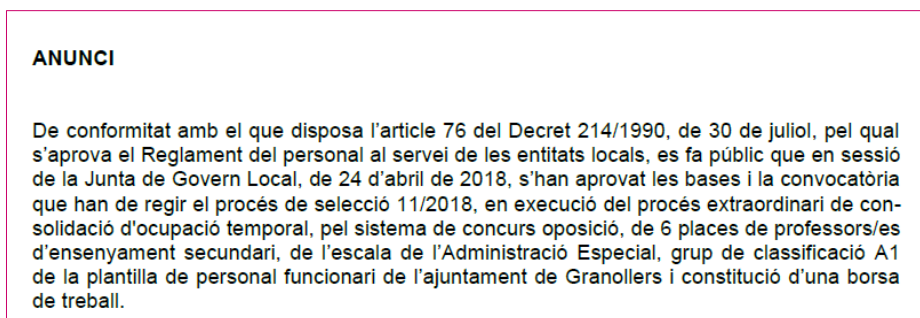 ANUNCI
De conformitat amb el que disposa l’article 76 del Decret 214/1990, de 30 de juliol, pel qual
s’aprova el Reglament del personal al servei de les entitats locals, es fa públic que en sessió
de la Junta de Govern Local, de 24 d’abril de 2018, s’han aprovat les bases i la convocatòria
que han de regir el procés de selecció 11/2018, en execució del procés extraordinari de con-
solidació d'ocupació temporal, pel sistema de concurs oposició, de 6 places de professors/es
d’ensenyament secundari, de l’escala de l’Administració Especial, grup de classificació A1
de la plantilla de personal funcionari de l’ajuntament de Granollers i constitució d’una borsa
de treball.